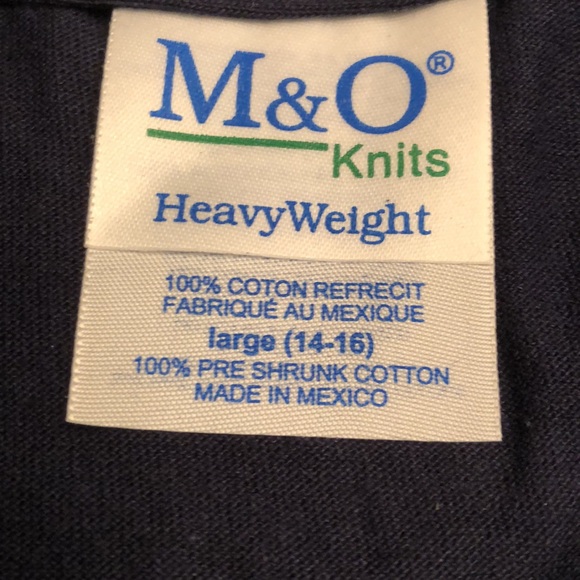 M&O®
Knits
HeavyWeight
100% COTON REFRECIT
FABRIQUÉ AU MEXIQUE
large (14-16)
100% PRE SHRUNK COTTON
MADE IN MEXICO